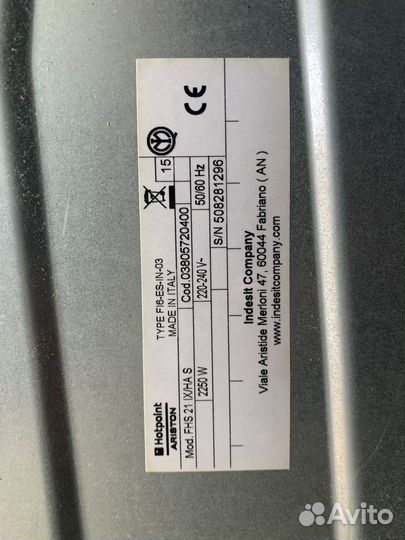 Hotpoint
ARISTON
TYPE FI6-ES-IN-03
MADE IN ITALY
15
Mod. FHS 21 IX/HA S
Cod.03805720400
2250 W
220-240 V~
50/60 Hz
S/N 508281296
CE
Indesit Company
Viale Aristide Merloni 47, 60044 Fabriano ( AN )
www.indesitcompany.com
Avito